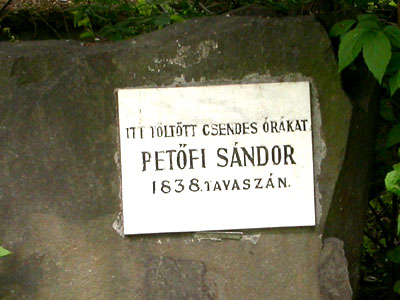 ITT TÖLTÖTT CSENDES ÓRÁKAT
PETŐFI SÁNDOR
1838. TAVASZÁN.